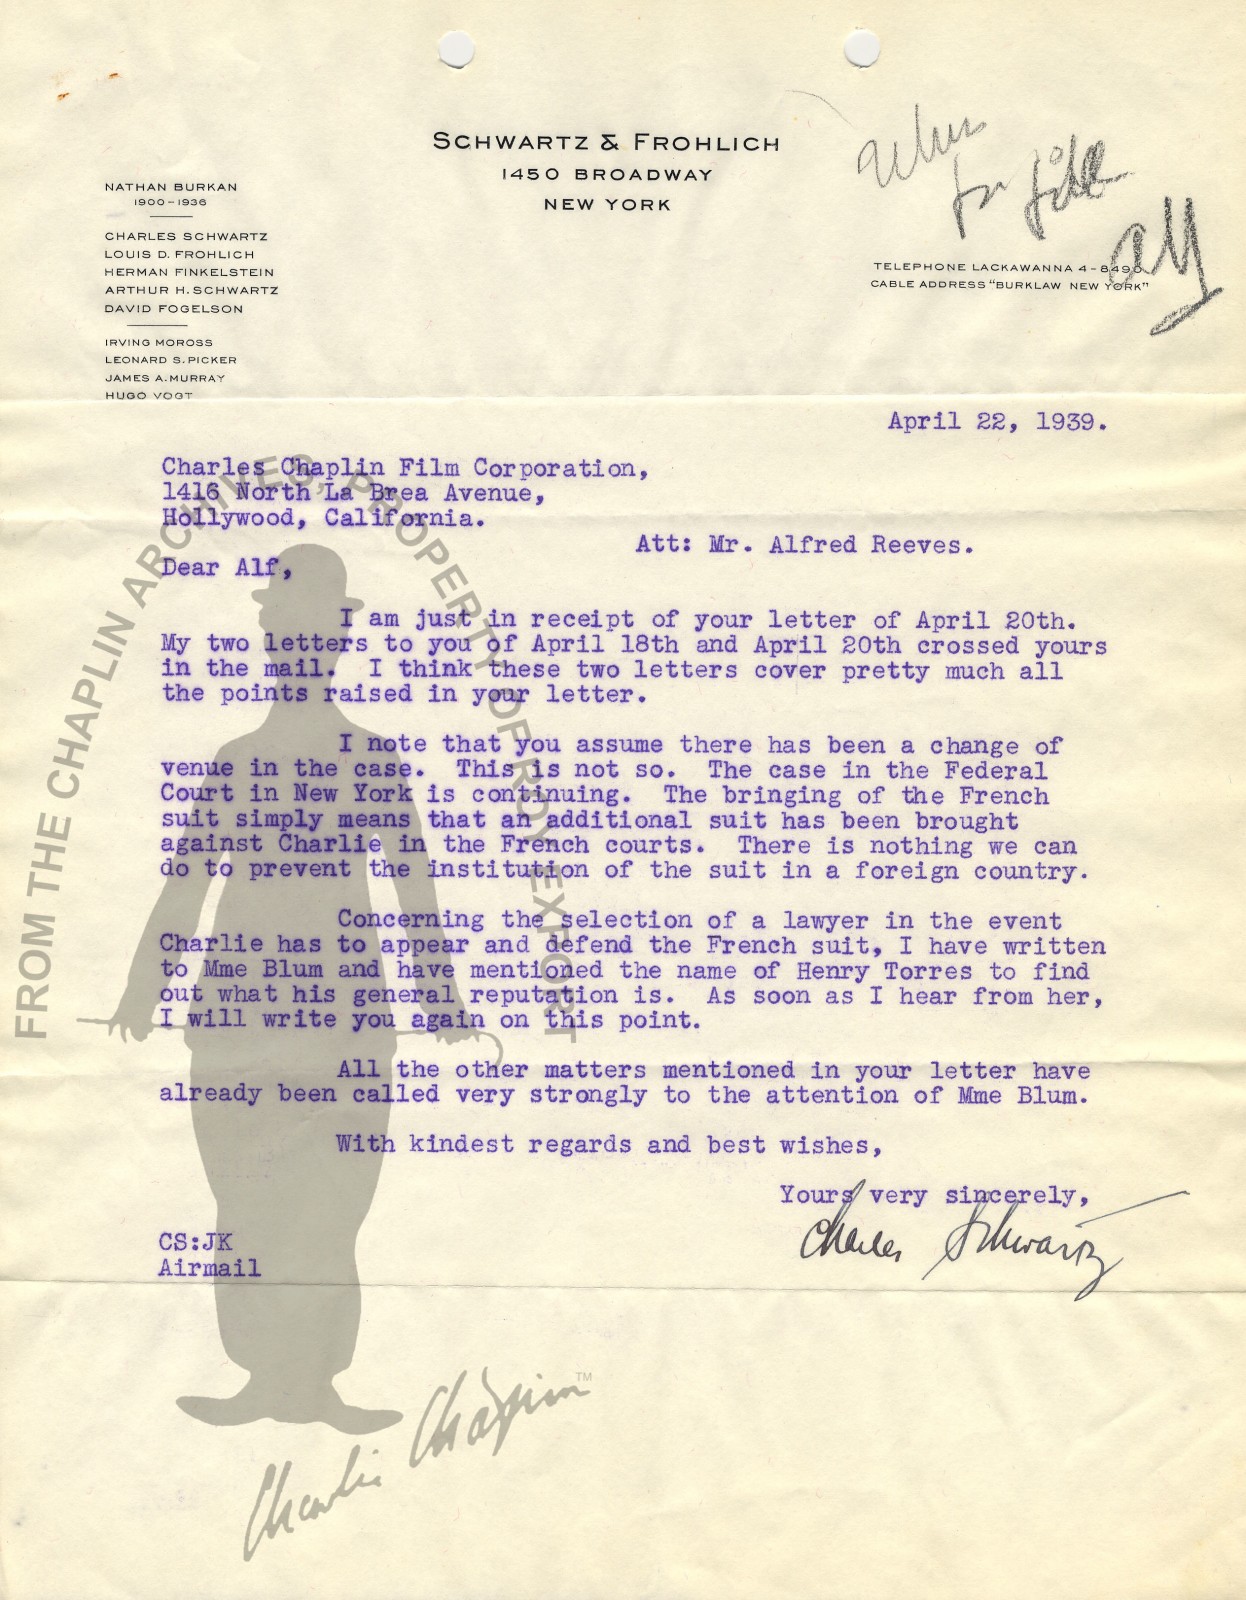 SCHWARTZ & FROHLICH
1450 BROADWAY
NEW YORK
NATHAN BURKAN
1900-1936
CHARLES SCHWARTZ
LOUIS D. FROHLICH
HERMAN FINKELSTEIN
ARTHUR H. SCHWARTZ
DAVID FOGELSON
IRVING MOROSS
LEONARD S. PICKER
JAMES A. MURRAY
HUGO VOGT
for file
Alf
TELEPHONE LACKAWANNA 4-8490
CABLE ADDRESS "BURKLAW NEW YORK"
April 22, 1939.
Charles Chaplin Film Corporation,
1416 North La Brea Avenue,
Hollywood, California.
Att: Mr. Alfred Reeves.
Dear Alf,
I am just in receipt of your letter of April 20th.
My two letters to you of April 18th and April 20th crossed yours
in the mail. I think these two letters cover pretty much all
the points raised in your letter.
I note that you assume there has been a change of
venue in the case. This is not so. The case in the Federal
Court in New York is continuing. The bringing of the French
suit simply means that an additional suit has been brought
against Charlie in the French courts. There is nothing we can
do to prevent the institution of the suit in a foreign country.
Concerning the selection of a lawyer in the event
Charlie has to appear and defend the French suit, I have written
to Mme Blum and have mentioned the name of Henry Torres to find
out what his general reputation is. As soon as I hear from her,
I will write you again on this point.
All the other matters mentioned in your letter have
already been called very strongly to the attention of Mme Blum.
With kindest regards and best wishes,
Yours very sincerely,
Charles Schwartz
CS:JK
Airmail
FROM THE CHAPLIN ARCHIVES, PROPERTY OF ROY EXPORT
Charlie Chaplin™